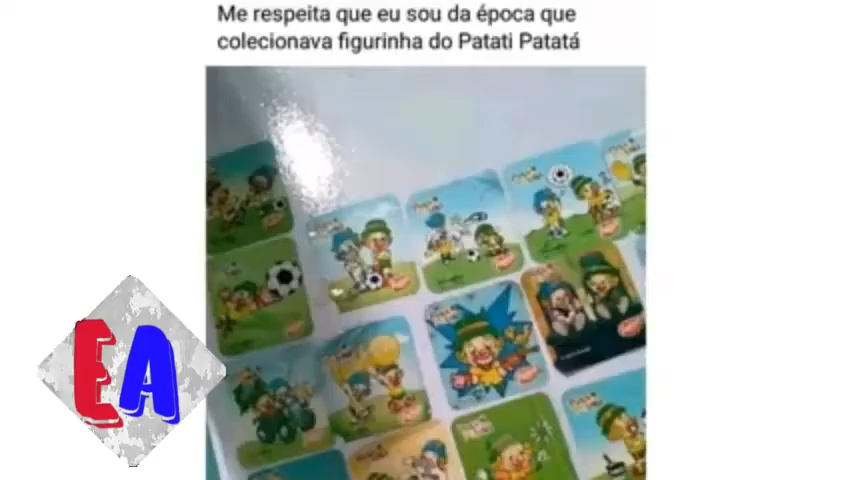 Me respeita que eu sou da época que
colecionava figurinha do Patati Patatá
EA